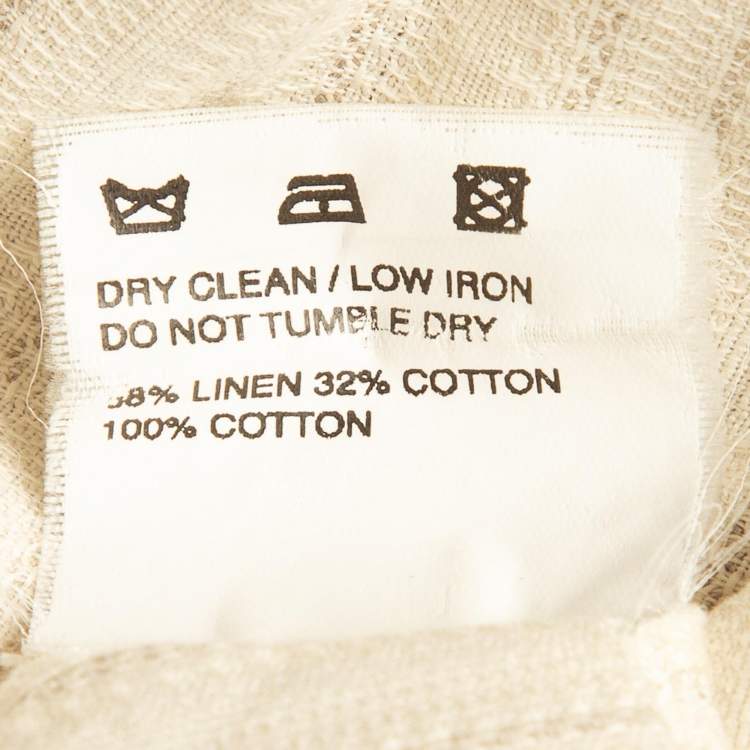 DRY CLEAN / LOW IRON
DO NOT TUMBLE DRY
LINEN 32% COTTON
100% COTTON